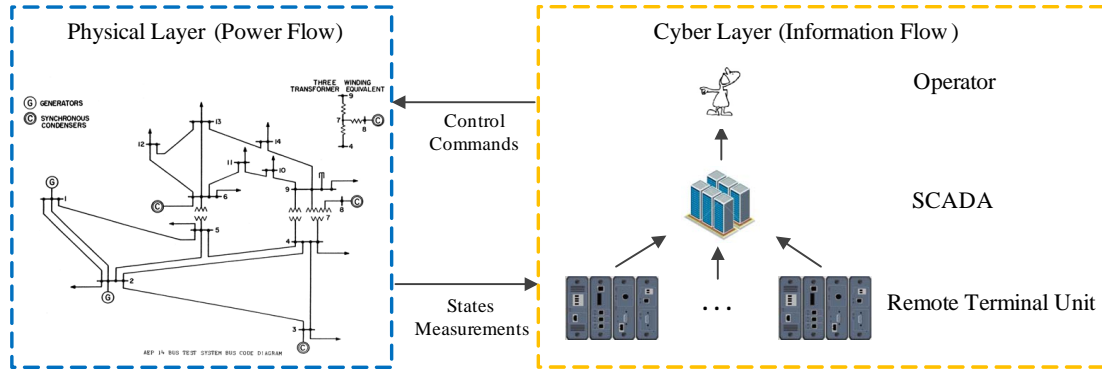 Physical Layer (Power Flow)
THREE WINDING
TRANSFORMER EQUIVALENT
9
7
8
C
4
G GENERATORS
C SYNCHRONOUS
CONDENSERS
13
12
14
11
10
9
6
C
C
8
7
G
1
5
4
2
G
3
C
AEP 14 BUS TEST SYSTEM BUS CODE DIAGRAM
Control
Commands
States
Measurements
Cyber Layer (Information Flow)
Operator
SCADA
...
Remote Terminal Unit